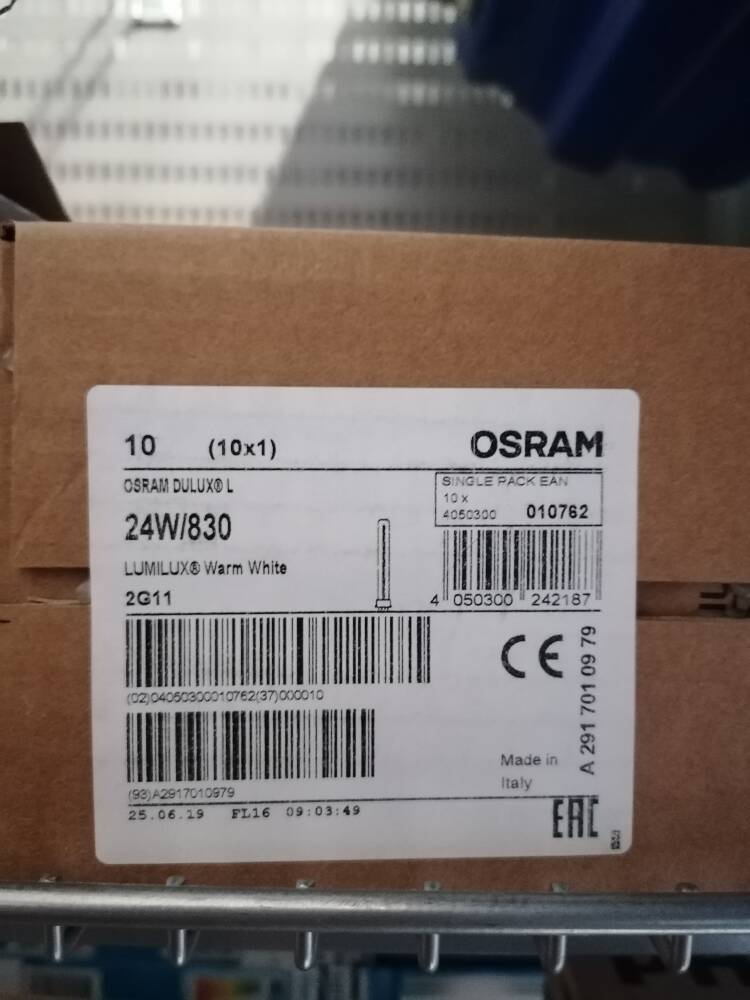 10 (10x1) OSRAM
OSRAM DULUX® L
24W/830
LUMILUX® Warm White
2G11
SINGLE PACK EAN
10 x
4050300 010762
4 050300 242187
(02)04050300010762(37)000010
(93)A2917010979
25.06.19 FL16 09:03:49
CE
Made in
Italy
A 291 701 09 79
EAC